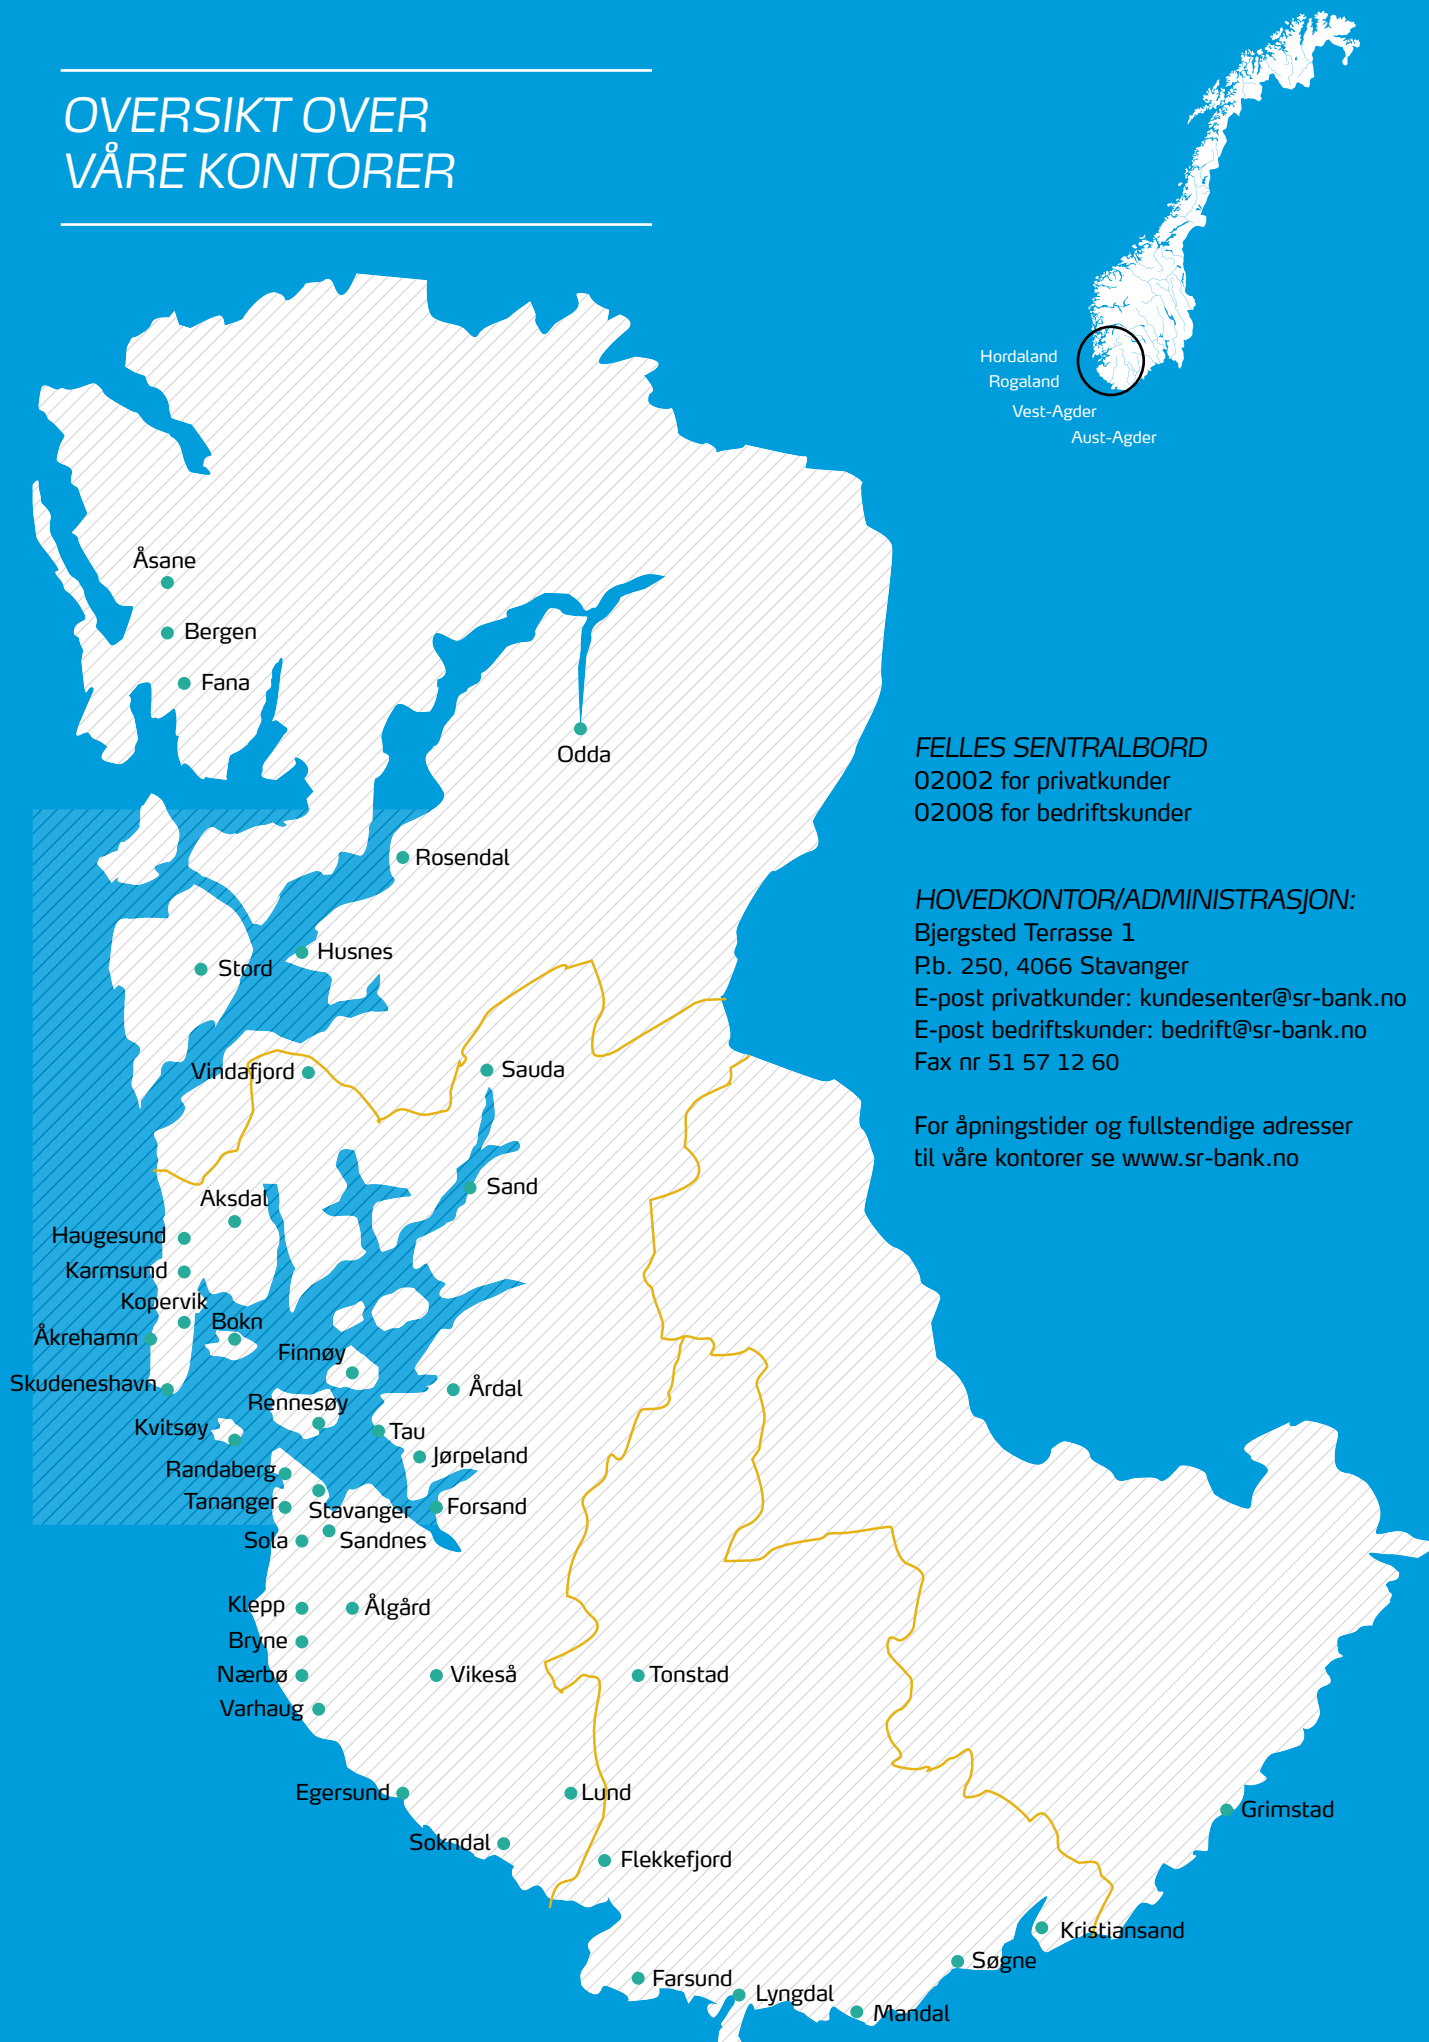 OVERSIKT OVER
VÅRE KONTORER
Hordaland
Rogaland
Vest-Agder
Aust-Agder
Åsane
Bergen
Fana
Odda
Rosendal
Husnes
Stord
Vindafjord
Sauda
Sand
Aksdal
Haugesund
Karmsund
Kopervik
Bokn
Åkrehamn
Finnøy
Skudeneshavn
Årdal
Rennesøy
Kvitsøy
Tau
Jørpeland
Randaberg
Tananger
Stavanger
Forsand
Sola
Sandnes
Klepp
Ålgård
Bryne
Nærbø
Vikeså
Tonstad
Varhaug
Egersund
Lund
Grimstad
Sokndal
Flekkefjord
Kristiansand
Søgne
Farsund
Lyngdal
Mandal
FELLES SENTRALBORD
02002 for privatkunder
02008 for bedriftskunder
HOVEDKONTOR/ADMINISTRASJON:
Bjergsted Terrasse 1
P.b. 250, 4066 Stavanger
E-post privatkunder: kundesenter@sr-bank.no
E-post bedriftskunder: bedrift@sr-bank.no
Fax nr 51 57 12 60
For åpningstider og fullstendige adresser
til våre kontorer se www.sr-bank.no